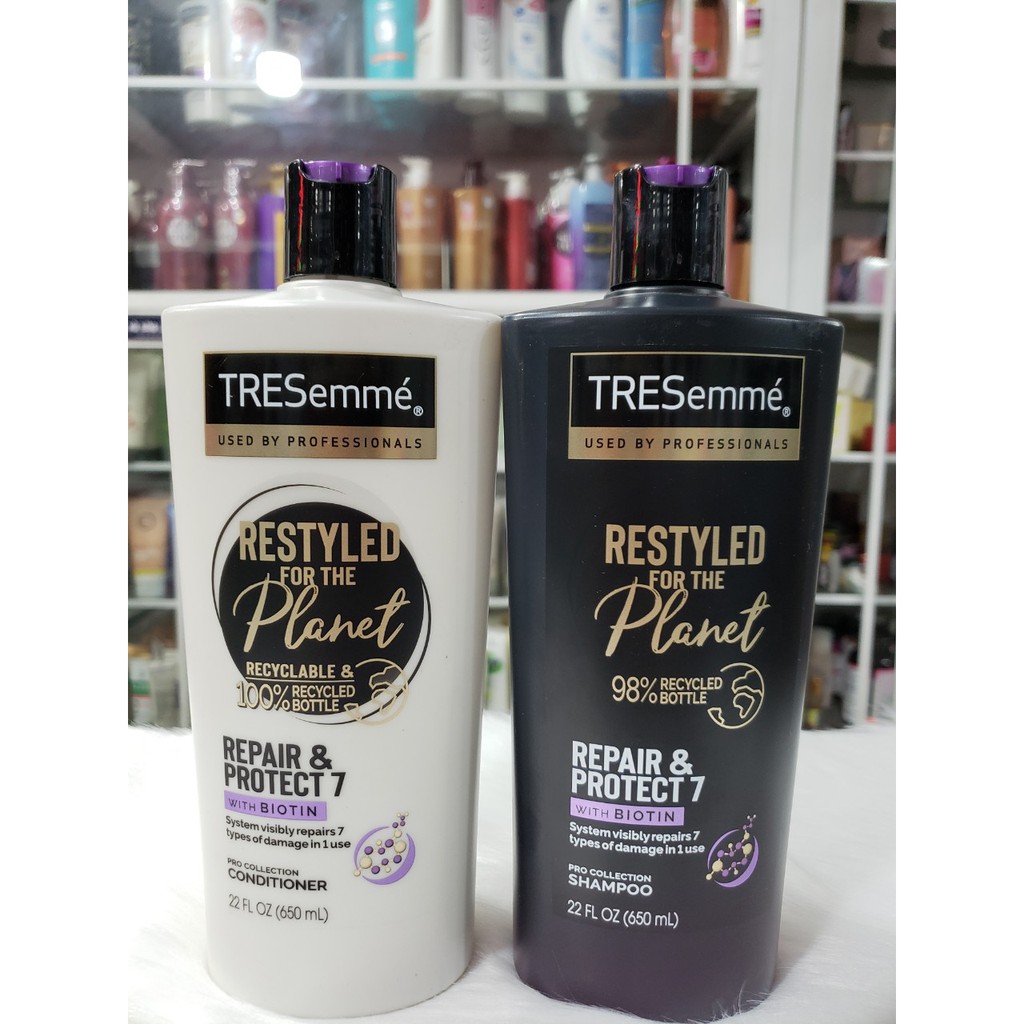 TRESemmé®
USED BY PROFESSIONALS
RESTYLED
FOR THE
Planet
RECYCLABLE &
100% RECYCLED
BOTTLE
REPAIR &
PROTECT 7
WITH BIOTIN
System visibly repairs 7
types of damage in 1 use
PRO COLLECTION
CONDITIONER
22 FL OZ (650 mL)
TRESemmé®
USED BY PROFESSIONALS
RESTYLED
FOR THE
Planet
98% RECYCLED
BOTTLE
REPAIR &
PROTECT 7
WITH BIOTIN
System visibly repairs 7
types of damage in 1 use
PRO COLLECTION
SHAMPOO
22 FL OZ (650 mL)